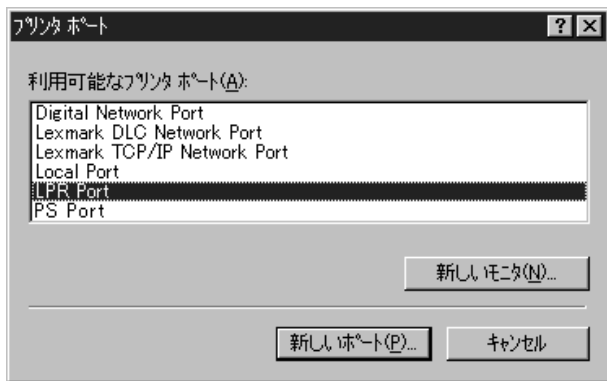 プリンタ ポート
利用可能なプリンタ ポート(A):
Digital Network Port
Lexmark DLC Network Port
Lexmark TCP/IP Network Port
Local Port
LPR Port
PS Port
新しいモニタ(N)...
新しいポート(P)...
キャンセル